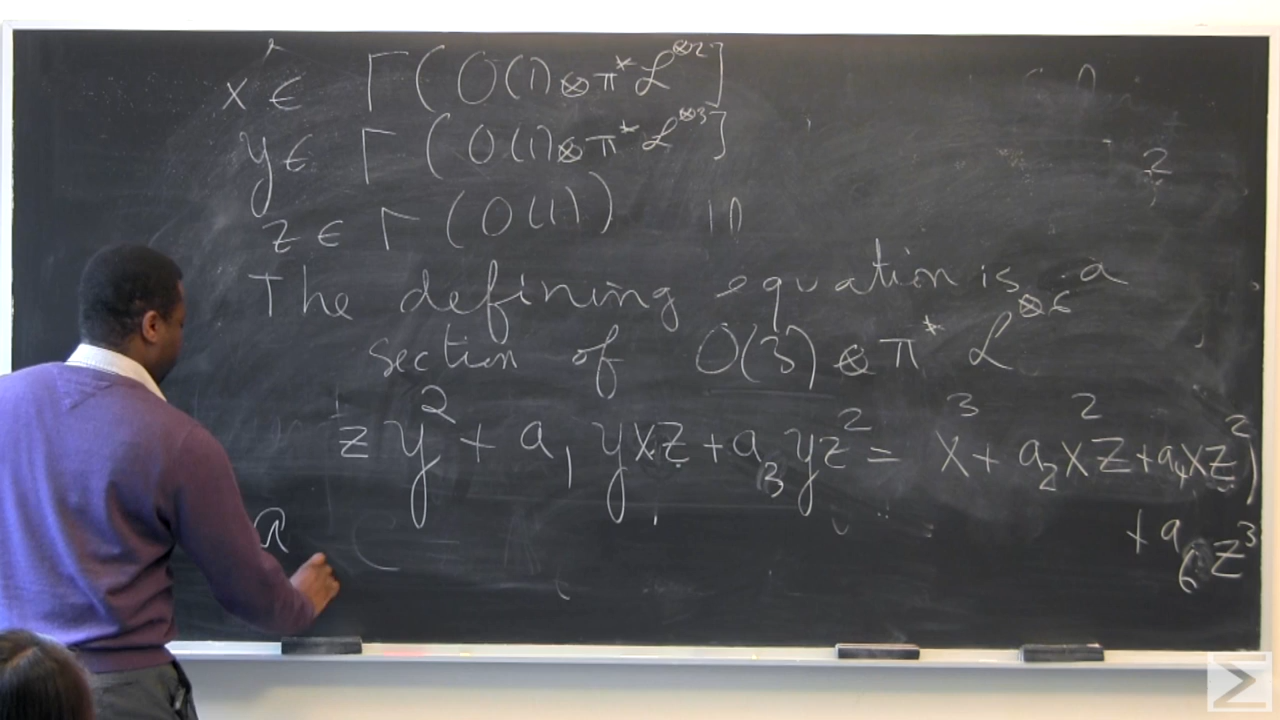 x ∈ Γ(O(1)⊗π*ℒ^⊗2]
y ∈ Γ(O(1)⊗π*ℒ^⊗3]
z ∈ Γ(O(1))
The defining equation is a
section of O(3)⊗π*ℒ^⊗6
zy²+a₁yxz+a₃yz²=x³+a₂x²z+a₄xz²)
+a₆z³
a